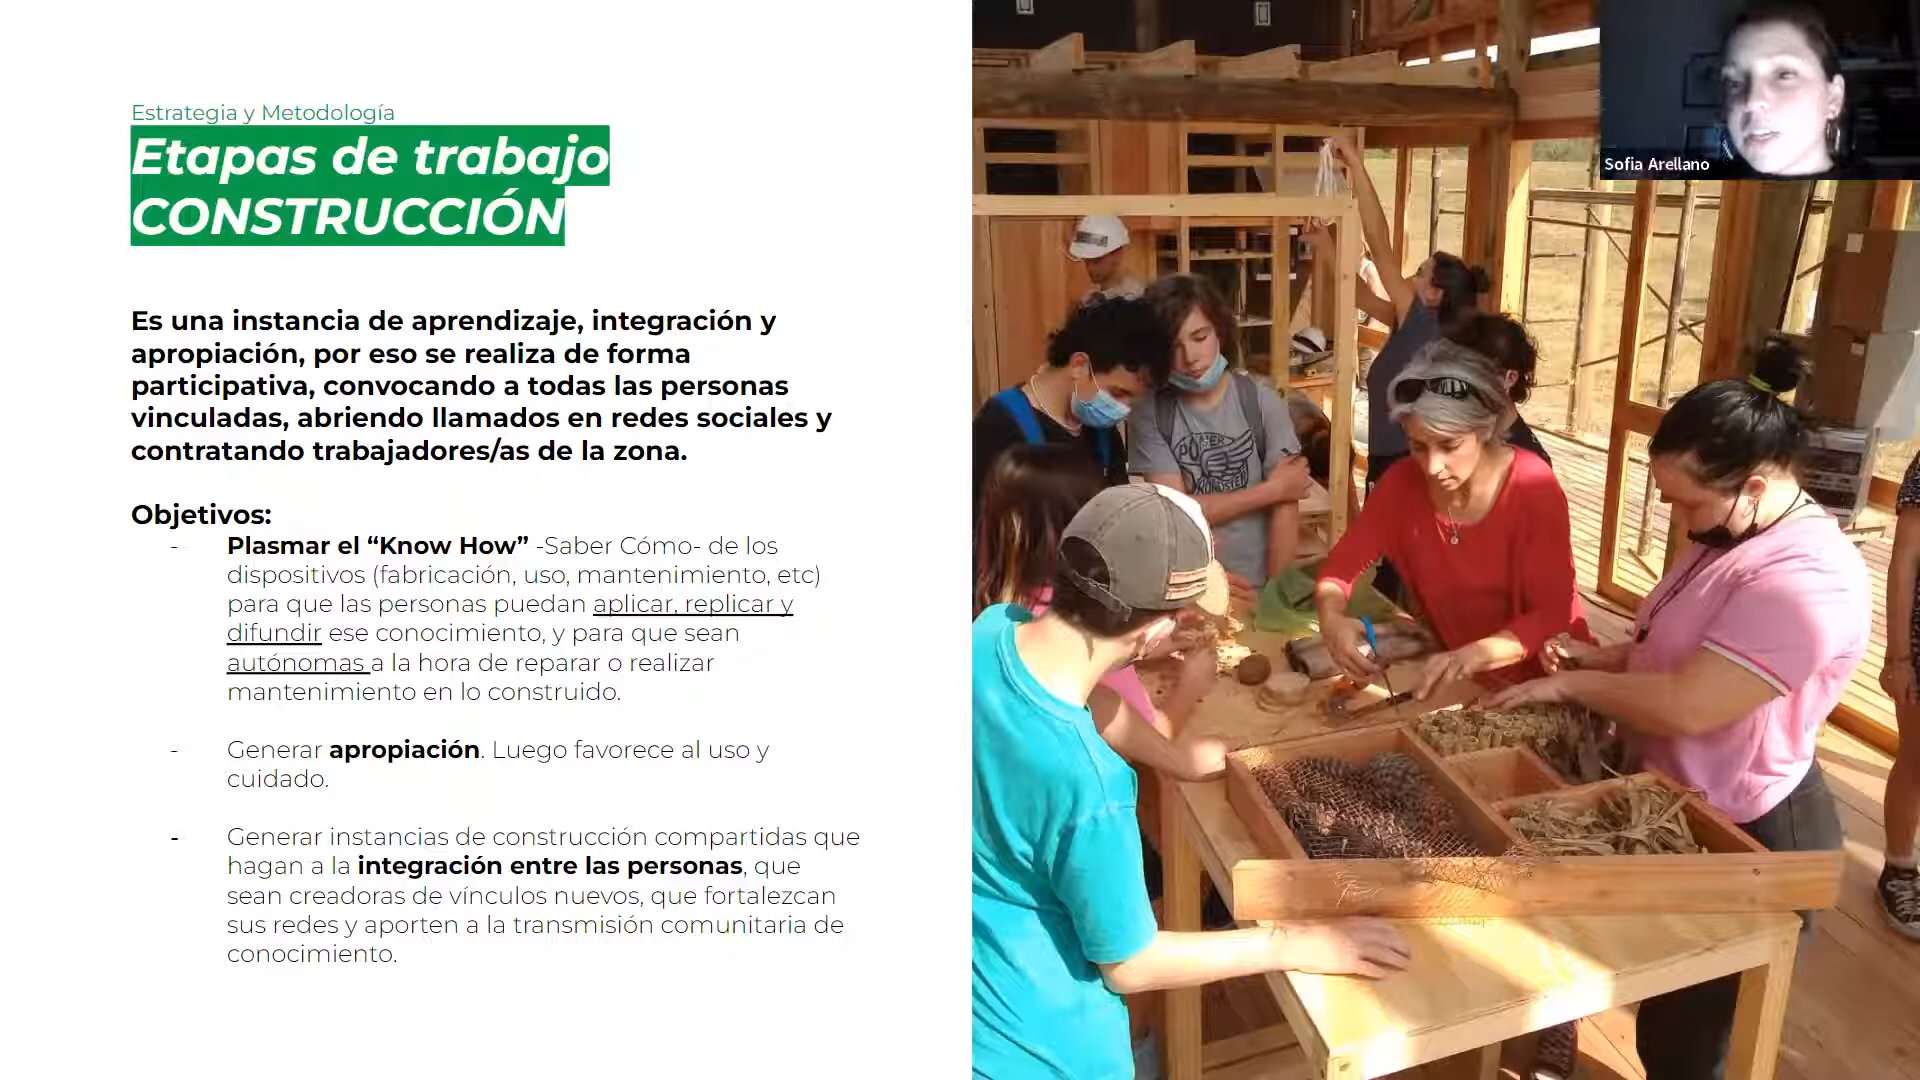 Estrategia y Metodología
Etapas de trabajo
CONSTRUCCIÓN
Es una instancia de aprendizaje, integración y
apropiación, por eso se realiza de forma
participativa, convocando a todas las personas
vinculadas, abriendo llamados en redes sociales y
contratando trabajadores/as de la zona.
Objetivos:
- Plasmar el “Know How” -Saber Cómo- de los
dispositivos (fabricación, uso, mantenimiento, etc)
para que las personas puedan aplicar, replicar y
difundir ese conocimiento, y para que sean
autónomas a la hora de reparar o realizar
mantenimiento en lo construido.
- Generar apropiación. Luego favorece al uso y
cuidado.
- Generar instancias de construcción compartidas que
hagan a la integración entre las personas, que
sean creadoras de vínculos nuevos, que fortalezcan
sus redes y aporten a la transmisión comunitaria de
conocimiento.
Sofia Arellano